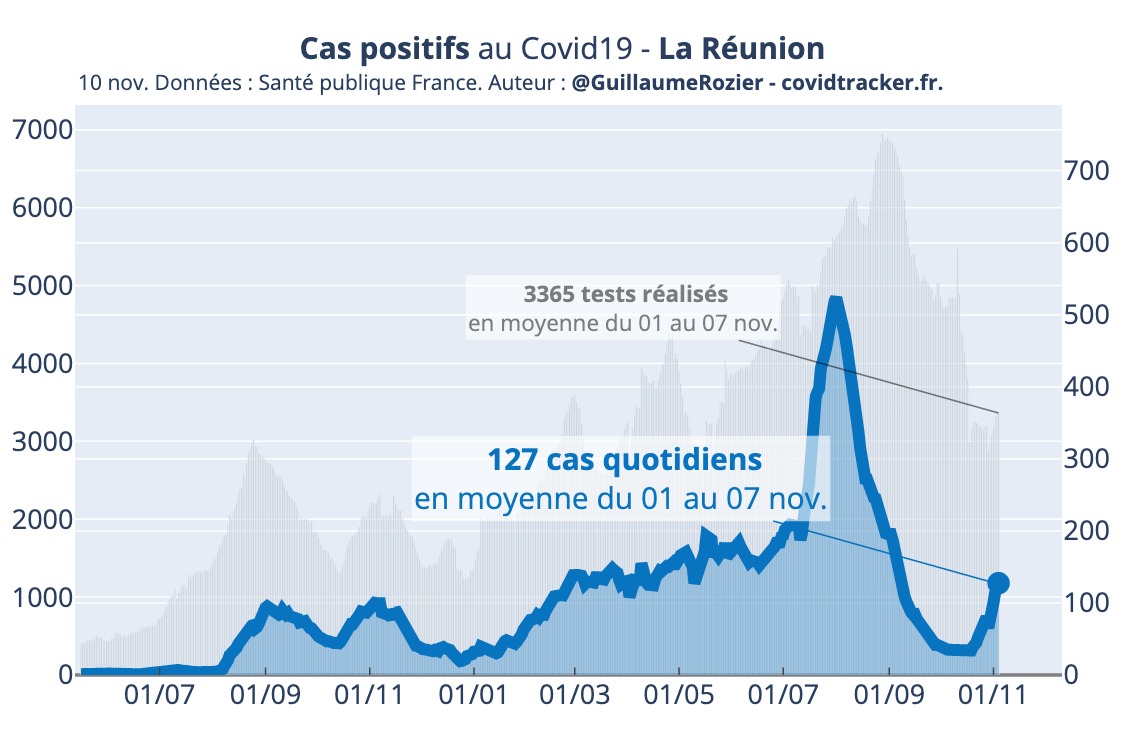 Cas positifs au Covid19 - La Réunion
10 nov. Données : Santé publique France. Auteur : @GuillaumeRozier - covidtracker.fr.
7000
6000
5000
4000
3000
2000
1000
0
700
600
500
400
300
200
100
0
3365 tests réalisés
en moyenne du 01 au 07 nov.
127 cas quotidiens
en moyenne du 01 au 07 nov.
01/07 01/09 01/11 01/01 01/03 01/05 01/07 01/09 01/11